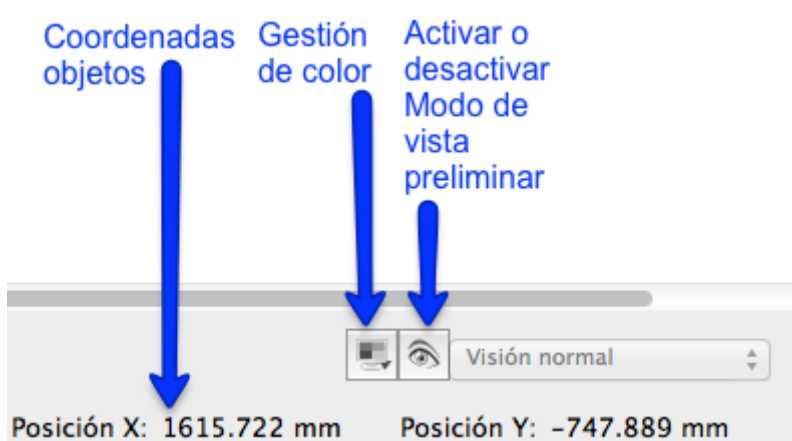 Coordenadas
objetos
Gestión
de color
Activar o
desactivar
Modo de
vista
preliminar
Visión normal
Posición X: 1615.722 mm
Posición Y: -747.889 mm